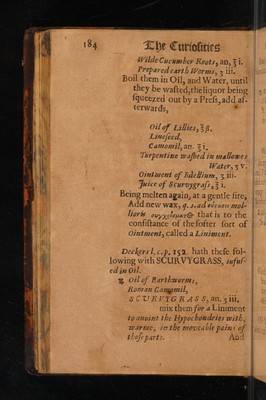 184 The Curiosities
Wilde Cucumber Roots, an, ℥ i.
Prepared earth Worms, ʒ iii.
Boil them in Oil, and Water, until
they be wasted, the liquor being
squeezed out by a Press, add af-
terwards,
Oil of Lillies, ℥ ß.
Lineseed,
Camomil, an. ℥ i.
Turpentine washed in mallowes
Water, ʒ v.
Ointment of Bdellium, ʒ iii.
Juice of Scurvygrass, ℥ i.
Being melten again, at a gentle fire,
Add new wax, q. s. ad ceram mol-
lioris that is to the
consistance of the softer sort of
Ointment, called a Liniment.
Deckers l. c. p. 152 hath these fol-
lowing with SCURVYGRASS, infus-
ed in Oil.
℞ Oil of Earthworms,
Roman Camomil,
SCURVYGRASS, an. ʒ iii.
mix them for a Liniment
to anoint the Hypochondries with,
warme, in the moveable pains of
those parts. And